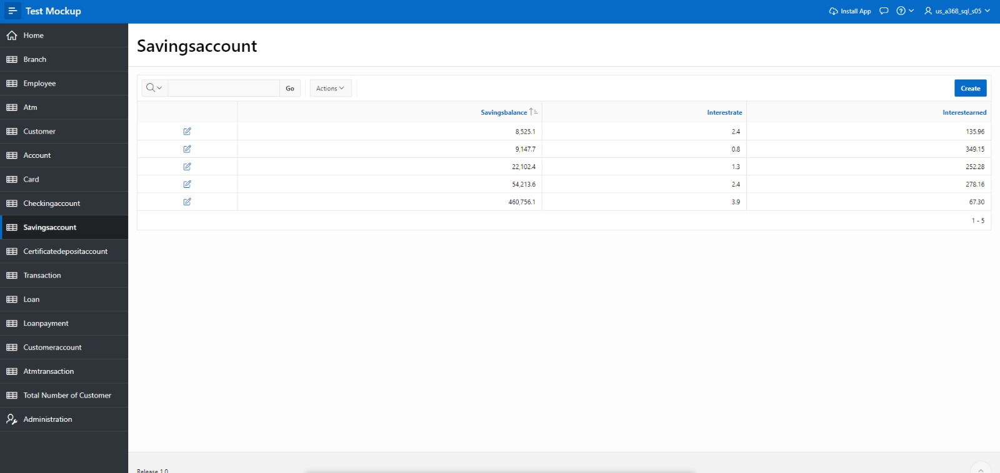 Test Mockup
Install App
us_a368_sql_s05
Home
Branch
Employee
Atm
Customer
Account
Card
Checkingaccount
Savingsaccount
Certificatedepositaccount
Transaction
Loan
Loanpayment
Customeraccount
Atmtransaction
Total Number of Customer
Administration
Savingsaccount
Go
Actions
Create
Savingsbalance Interestrate Interestearned
8,525.1 2.4 135.96
9,147.7 0.8 349.15
22,102.4 1.3 252.28
54,213.6 2.4 278.16
460,756.1 3.9 67.30
1 - 5
Release 1.0